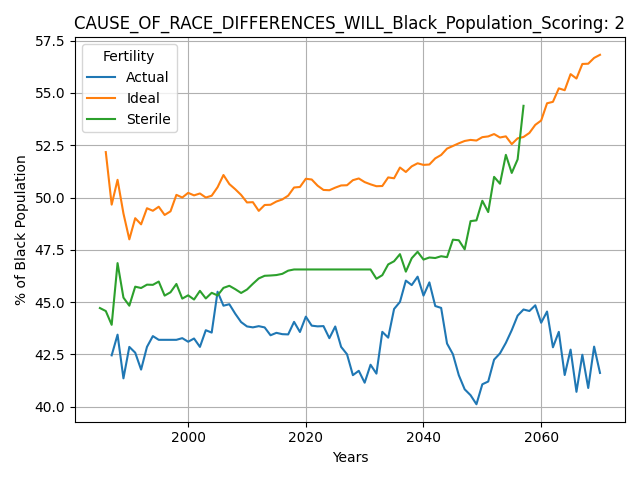 CAUSE_OF_RACE_DIFFERENCES_WILL_Black_Population_Scoring: 2
57.5
55.0
52.5
50.0
47.5
45.0
42.5
40.0
% of Black Population
Fertility
Actual
Ideal
Sterile
2000
2020
2040
2060
Years